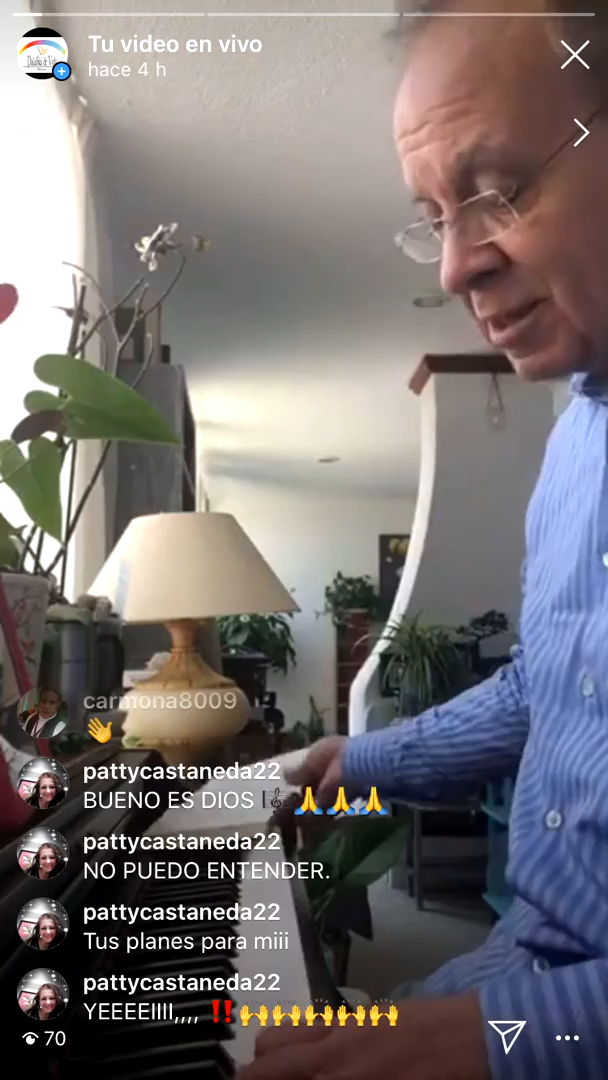 Tu video en vivo
hace 4 h
carmona8009
👋
pattycastaneda22
BUENO ES DIOS 🎼🙏🙏🙏
pattycastaneda22
NO PUEDO ENTENDER.
pattycastaneda22
Tus planes para miii
pattycastaneda22
YEEEEIIII,,,, ‼️🙌🙌🙌🙌🙌
70